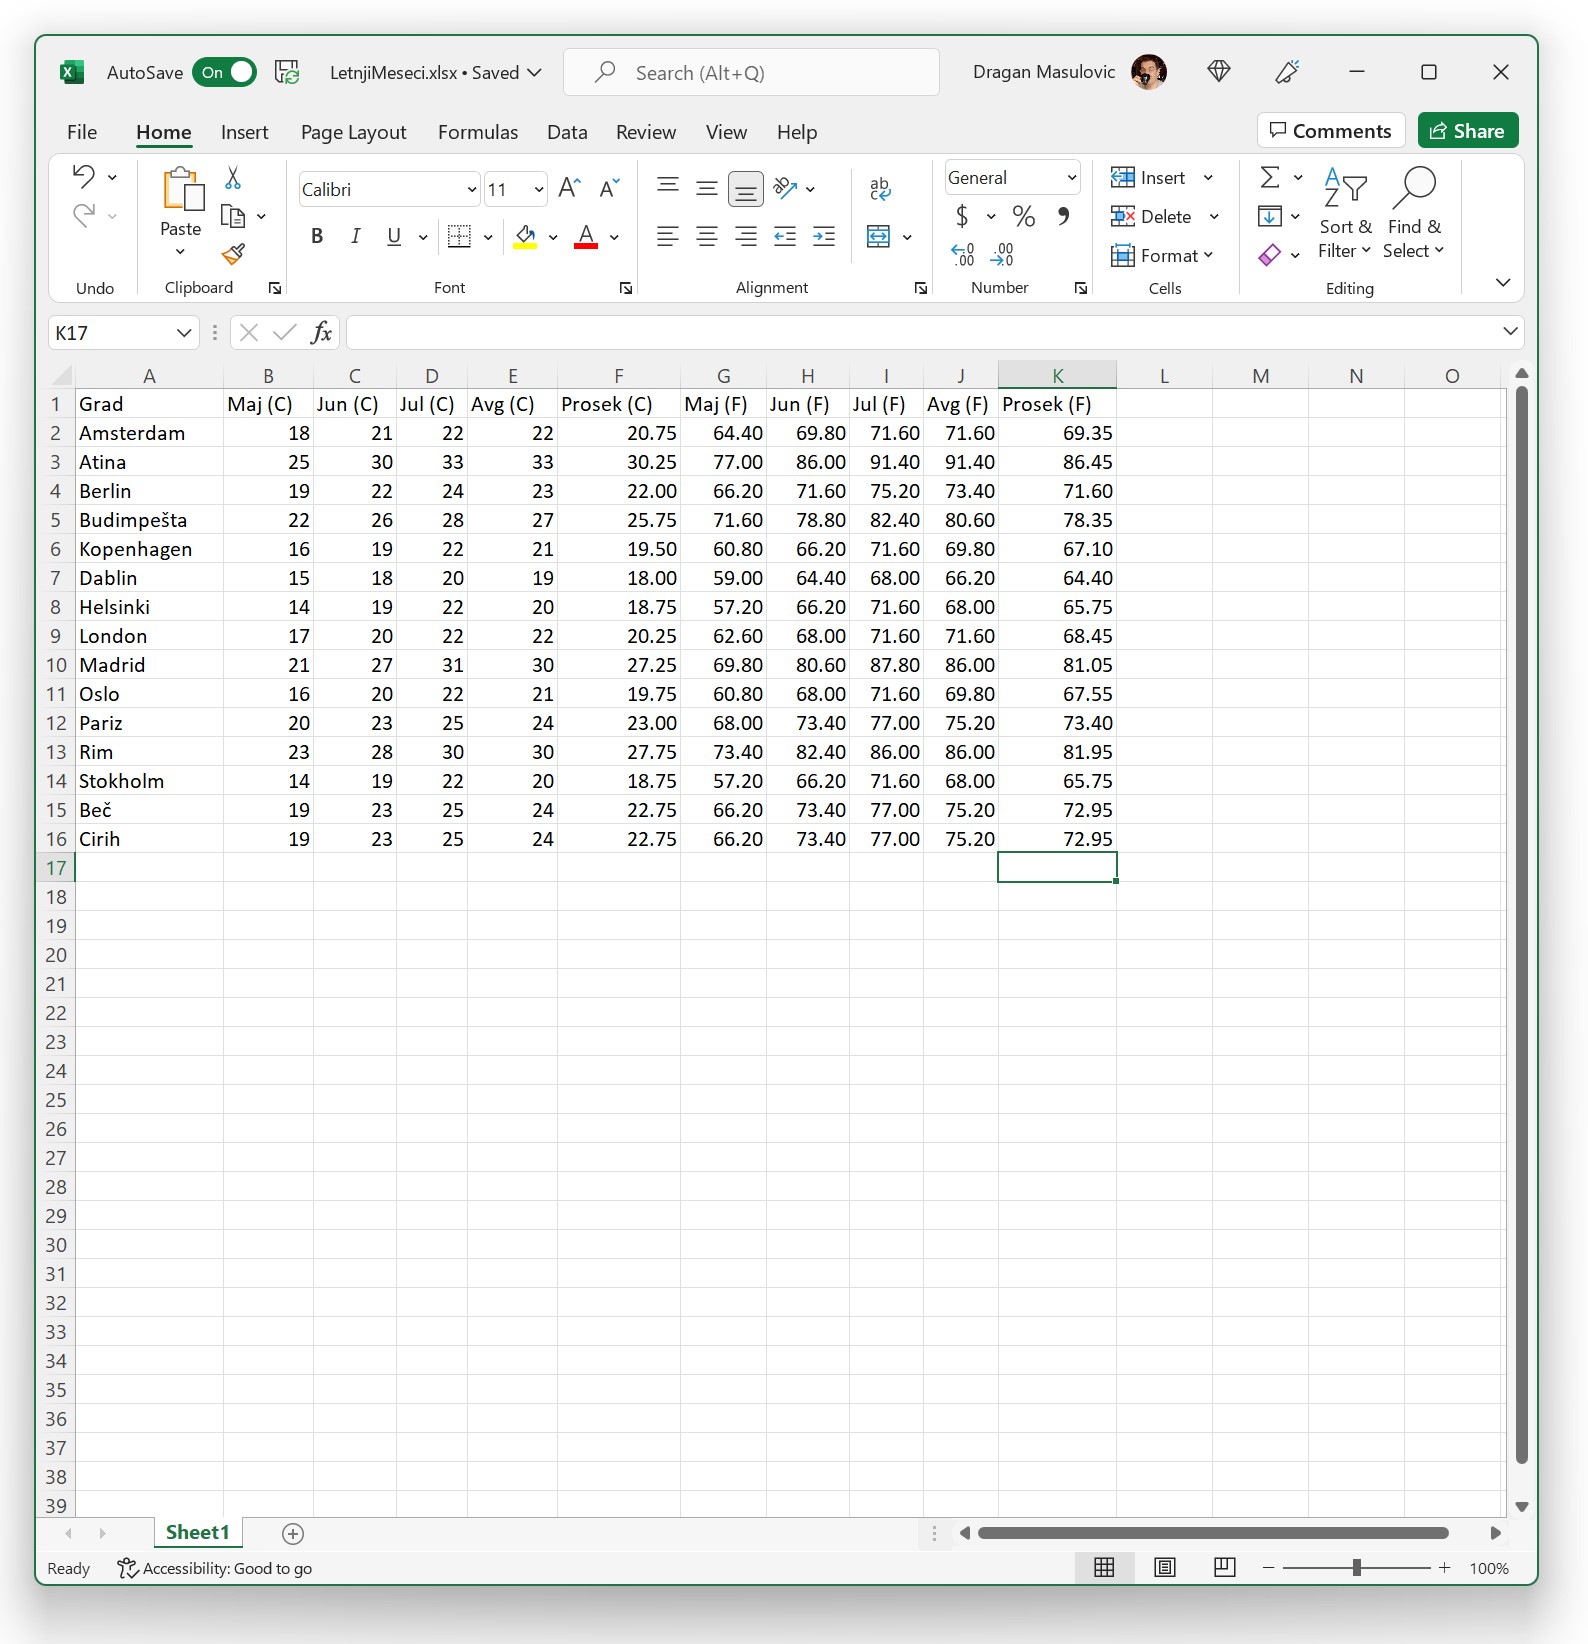 AutoSave On LetnjiMeseci.xlsx • Saved Search (Alt+Q) Dragan Masulovic
File Home Insert Page Layout Formulas Data Review View Help Comments Share
Paste Calibri 11 A A ab c General Insert Σ A Z
B I U A $ % 9 Delete Sort & Filter Find & Select
←0 .00 .00 →0 Format
Undo Clipboard Font Alignment Number Cells Editing
K17 fx
A B C D E F G H I J K L M N O
1 Grad Maj (C) Jun (C) Jul (C) Avg (C) Prosek (C) Maj (F) Jun (F) Jul (F) Avg (F) Prosek (F)
2 Amsterdam 18 21 22 22 20.75 64.40 69.80 71.60 71.60 69.35
3 Atina 25 30 33 33 30.25 77.00 86.00 91.40 91.40 86.45
4 Berlin 19 22 24 23 22.00 66.20 71.60 75.20 73.40 71.60
5 Budimpešta 22 26 28 27 25.75 71.60 78.80 82.40 80.60 78.35
6 Kopenhagen 16 19 22 21 19.50 60.80 66.20 71.60 69.80 67.10
7 Dablin 15 18 20 19 18.00 59.00 64.40 68.00 66.20 64.40
8 Helsinki 14 19 22 20 18.75 57.20 66.20 71.60 68.00 65.75
9 London 17 20 22 22 20.25 62.60 68.00 71.60 71.60 68.45
10 Madrid 21 27 31 30 27.25 69.80 80.60 87.80 86.00 81.05
11 Oslo 16 20 22 21 19.75 60.80 68.00 71.60 69.80 67.55
12 Pariz 20 23 25 24 23.00 68.00 73.40 77.00 75.20 73.40
13 Rim 23 28 30 30 27.75 73.40 82.40 86.00 86.00 81.95
14 Stokholm 14 19 22 20 18.75 57.20 66.20 71.60 68.00 65.75
15 Beč 19 23 25 24 22.75 66.20 73.40 77.00 75.20 72.95
16 Cirih 19 23 25 24 22.75 66.20 73.40 77.00 75.20 72.95
17
18
19
20
21
22
23
24
25
26
27
28
29
30
31
32
33
34
35
36
37
38
39
Sheet1
Ready Accessibility: Good to go 100%